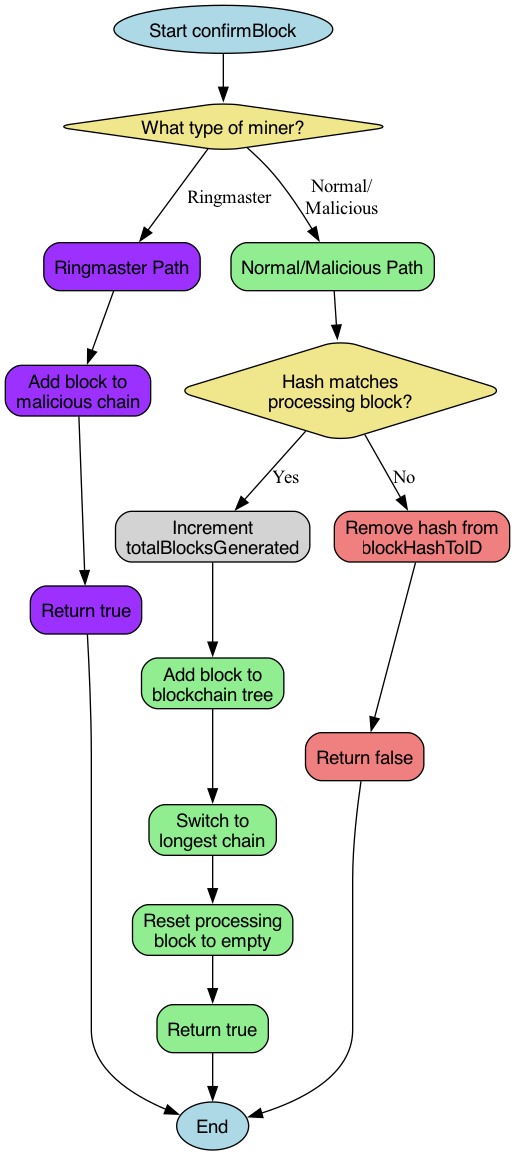 Start confirmBlock
What type of miner?
Ringmaster
Normal/
Malicious
Ringmaster Path
Normal/Malicious Path
Add block to
malicious chain
Hash matches
processing block?
Yes
No
Increment
totalBlocksGenerated
Remove hash from
blockHashToID
Return true
Add block to
blockchain tree
Return false
Switch to
longest chain
Reset processing
block to empty
Return true
End